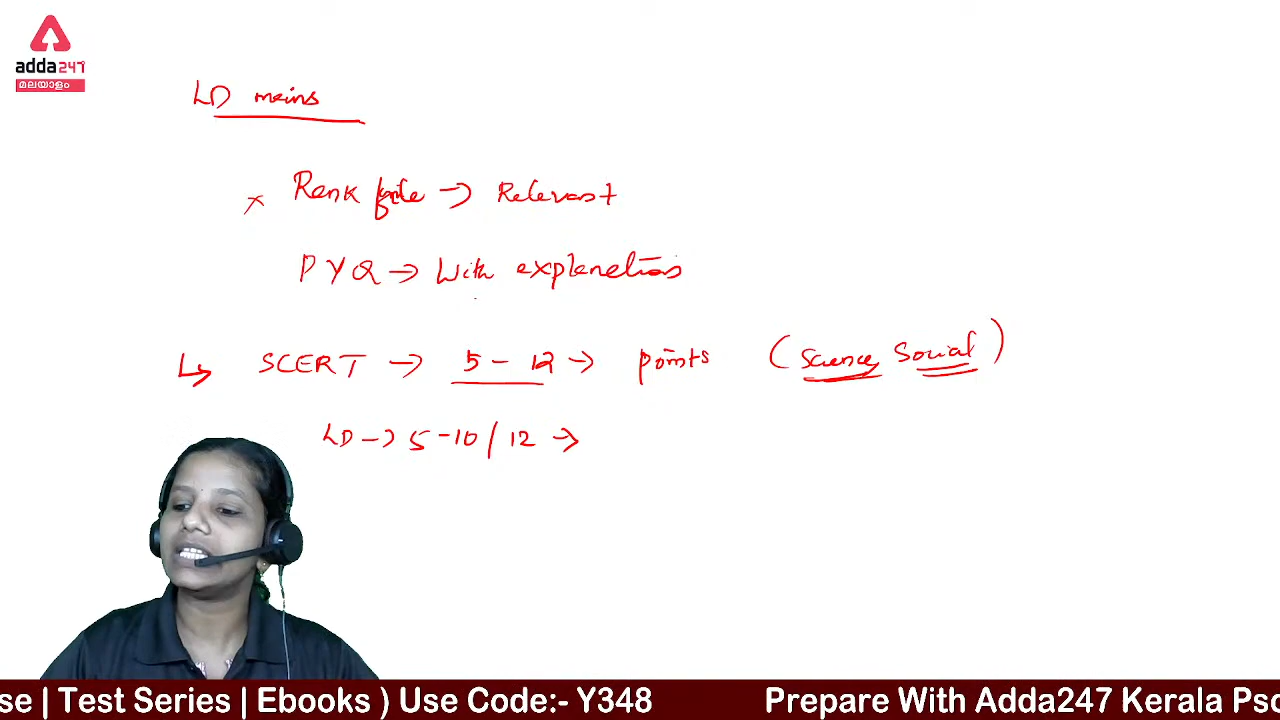 adda247
മലയാളം
LD mains
x Rank file → Relevant
PYQ → With explanations
↳ SCERT → 5 - 12 → points (Science, Social)
LD → 5 - 10 / 12 →
se | Test Series | Ebooks ) Use Code:- Y348 Prepare With Adda247 Kerala Psc